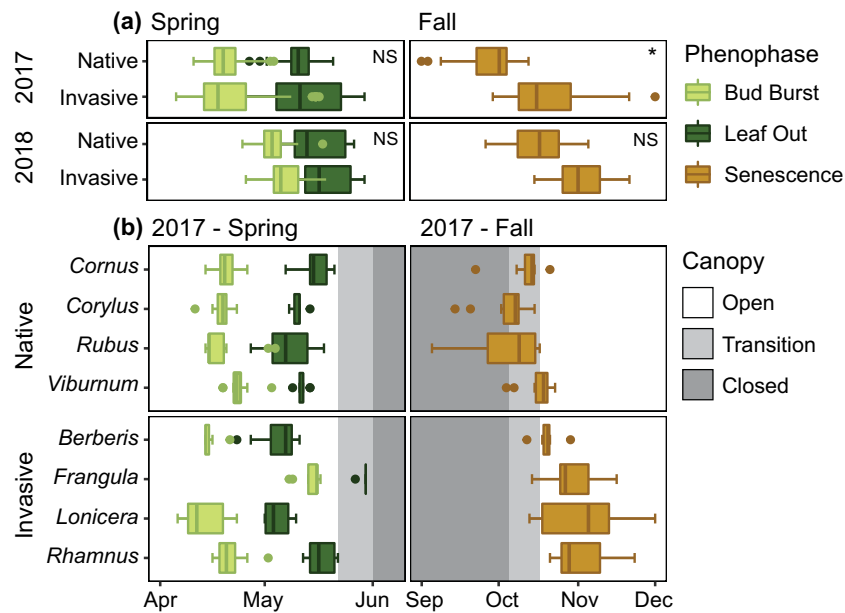 (a) Spring Fall
2017
Native
NS
*
Invasive
2018
Native
NS
NS
Invasive
Phenophase
Bud Burst
Leaf Out
Senescence
(b) 2017 - Spring 2017 - Fall
Native
Cornus
Corylus
Rubus
Viburnum
Invasive
Berberis
Frangula
Lonicera
Rhamnus
Canopy
Open
Transition
Closed
Apr May Jun Sep Oct Nov Dec